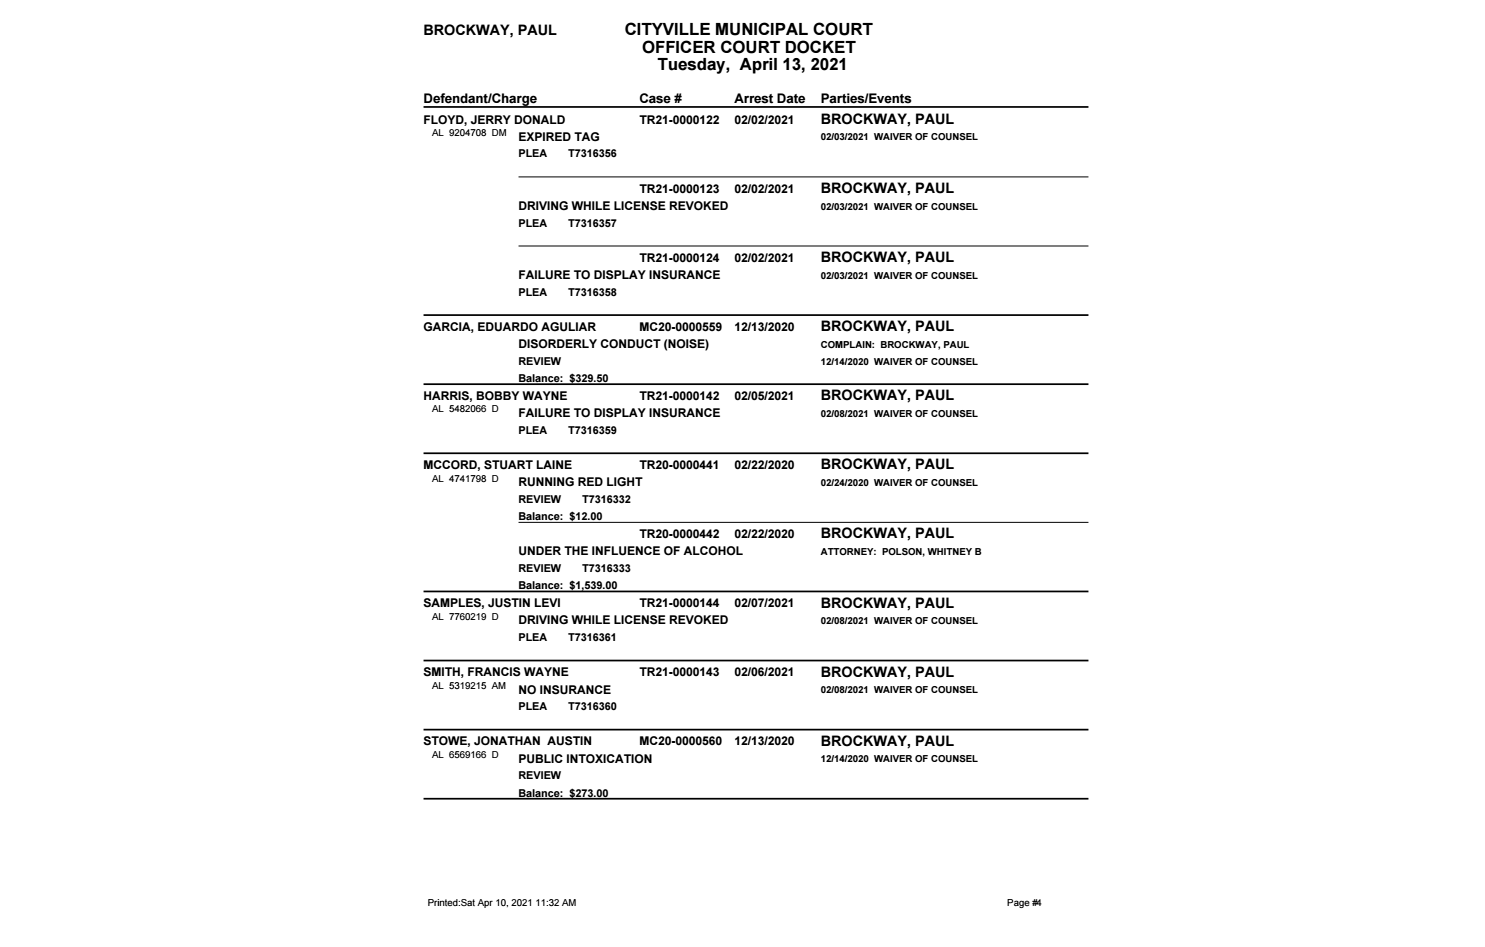 BROCKWAY, PAUL
CITYVILLE MUNICIPAL COURT
OFFICER COURT DOCKET
Tuesday, April 13, 2021
Defendant/Charge Case # Arrest Date Parties/Events
FLOYD, JERRY DONALD TR21-0000122 02/02/2021 BROCKWAY, PAUL
AL 9204708 DM EXPIRED TAG 02/03/2021 WAIVER OF COUNSEL
PLEA T7316356
TR21-0000123 02/02/2021 BROCKWAY, PAUL
DRIVING WHILE LICENSE REVOKED 02/03/2021 WAIVER OF COUNSEL
PLEA T7316357
TR21-0000124 02/02/2021 BROCKWAY, PAUL
FAILURE TO DISPLAY INSURANCE 02/03/2021 WAIVER OF COUNSEL
PLEA T7316358
GARCIA, EDUARDO AGULIAR MC20-0000559 12/13/2020 BROCKWAY, PAUL
DISORDERLY CONDUCT (NOISE) COMPLAIN: BROCKWAY, PAUL
REVIEW 12/14/2020 WAIVER OF COUNSEL
Balance: $329.50
HARRIS, BOBBY WAYNE TR21-0000142 02/05/2021 BROCKWAY, PAUL
AL 5482066 D FAILURE TO DISPLAY INSURANCE 02/08/2021 WAIVER OF COUNSEL
PLEA T7316359
MCCORD, STUART LAINE TR20-0000441 02/22/2020 BROCKWAY, PAUL
AL 4741798 D RUNNING RED LIGHT 02/24/2020 WAIVER OF COUNSEL
REVIEW T7316332
Balance: $12.00
TR20-0000442 02/22/2020 BROCKWAY, PAUL
UNDER THE INFLUENCE OF ALCOHOL ATTORNEY: POLSON, WHITNEY B
REVIEW T7316333
Balance: $1,539.00
SAMPLES, JUSTIN LEVI TR21-0000144 02/07/2021 BROCKWAY, PAUL
AL 7760219 D DRIVING WHILE LICENSE REVOKED 02/08/2021 WAIVER OF COUNSEL
PLEA T7316361
SMITH, FRANCIS WAYNE TR21-0000143 02/06/2021 BROCKWAY, PAUL
AL 5319215 AM NO INSURANCE 02/08/2021 WAIVER OF COUNSEL
PLEA T7316360
STOWE, JONATHAN AUSTIN MC20-0000560 12/13/2020 BROCKWAY, PAUL
AL 6569166 D PUBLIC INTOXICATION 12/14/2020 WAIVER OF COUNSEL
REVIEW
Balance: $273.00
Printed:Sat Apr 10, 2021 11:32 AM Page #4